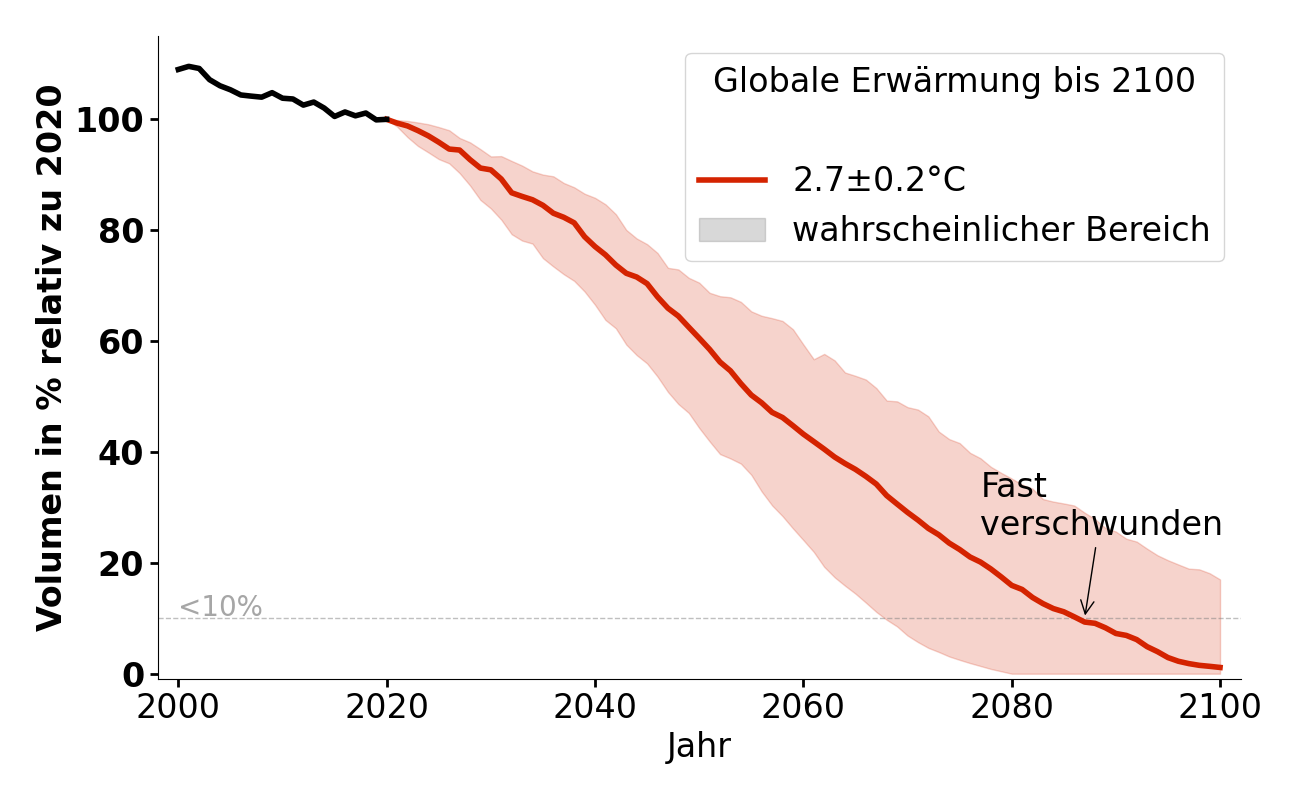 Globale Erwärmung bis 2100
2.7±0.2°C
wahrscheinlicher Bereich
Volumen in % relativ zu 2020
100
80
60
40
20
0
<10%
Fast
verschwunden
2000 2020 2040 2060 2080 2100
Jahr